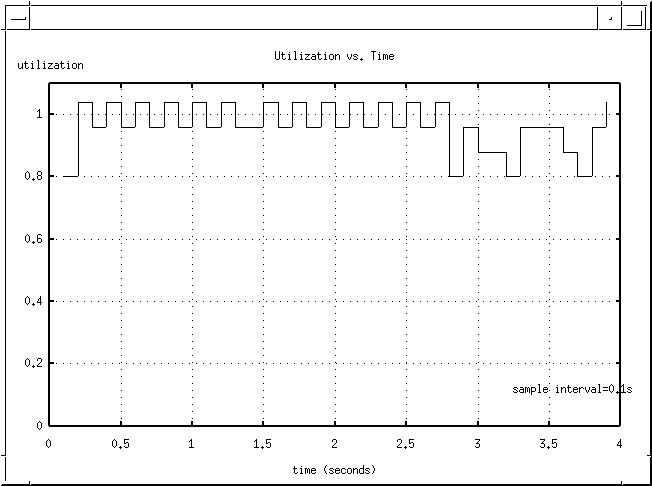 Utilization vs. Time
utilization
1
0.8
0.6
0.4
0.2
0
sample interval=0.1s
0 0.5 1 1.5 2 2.5 3 3.5 4
time (seconds)